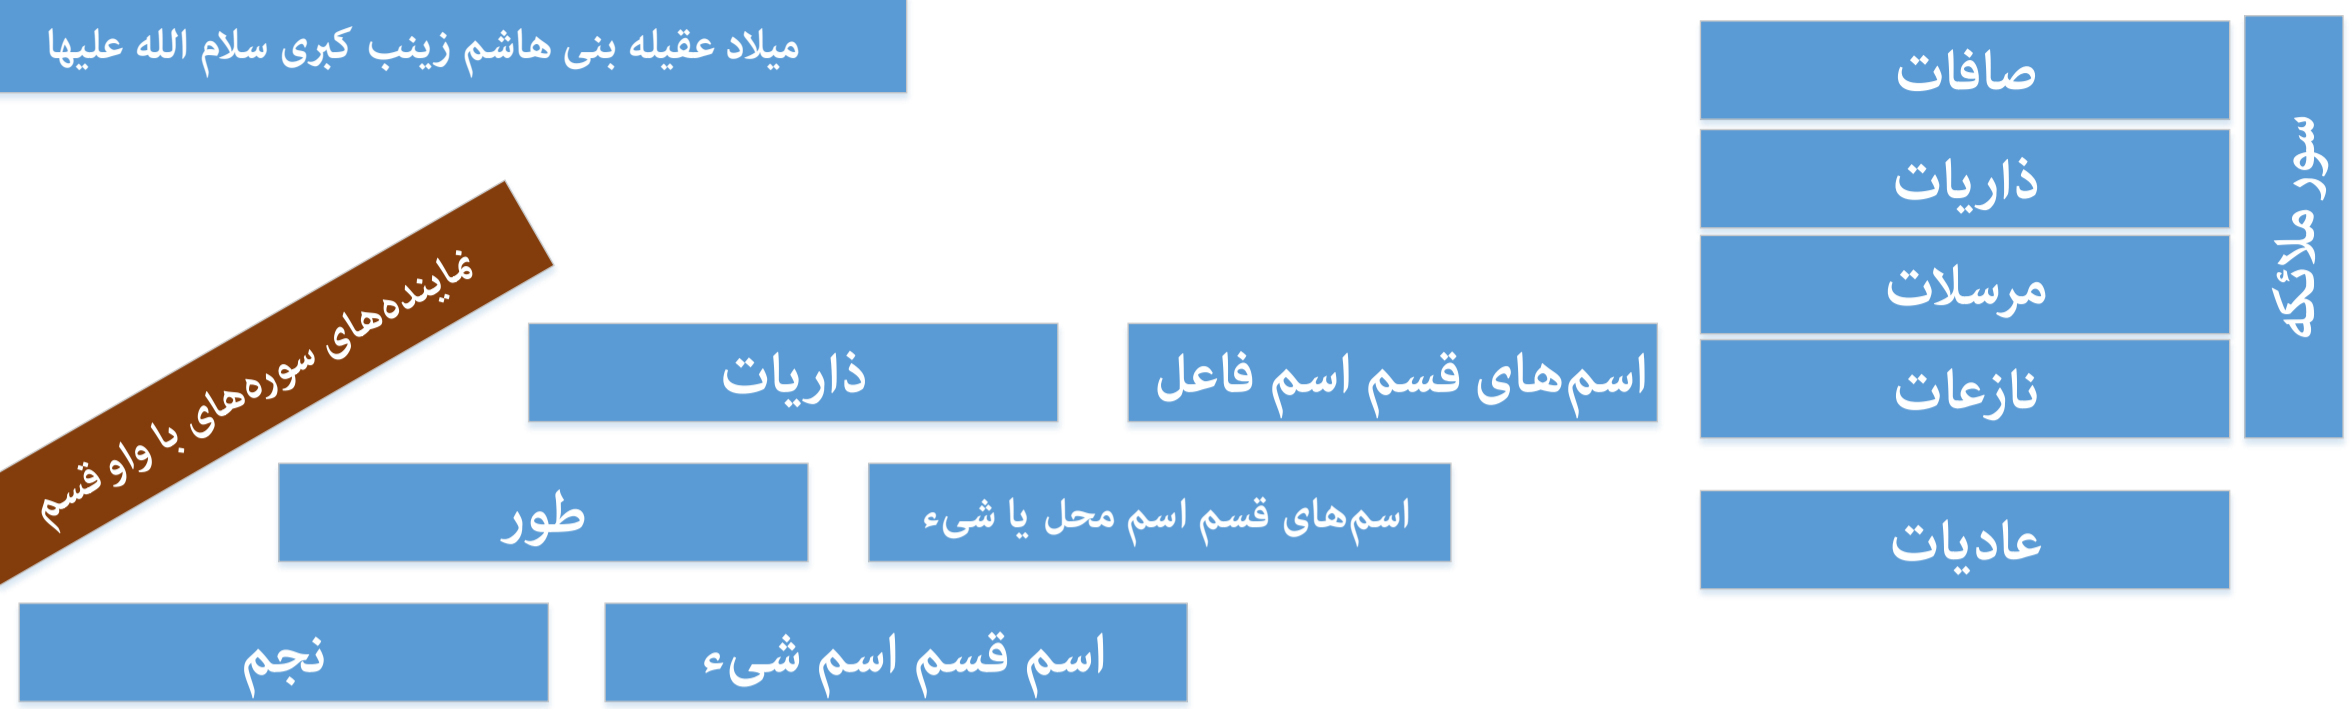 میلاد عقیله بنی هاشم زینب کبری سلام الله علیها
سور ملائکه
صافات
ذاریات
مرسلات
نازعات
عادیات
نماینده‌های سوره‌های با واو قسم
اسم‌های قسم اسم فاعل
ذاریات
اسم‌های قسم اسم محل یا شیء
طور
اسم قسم اسم شیء
نجم